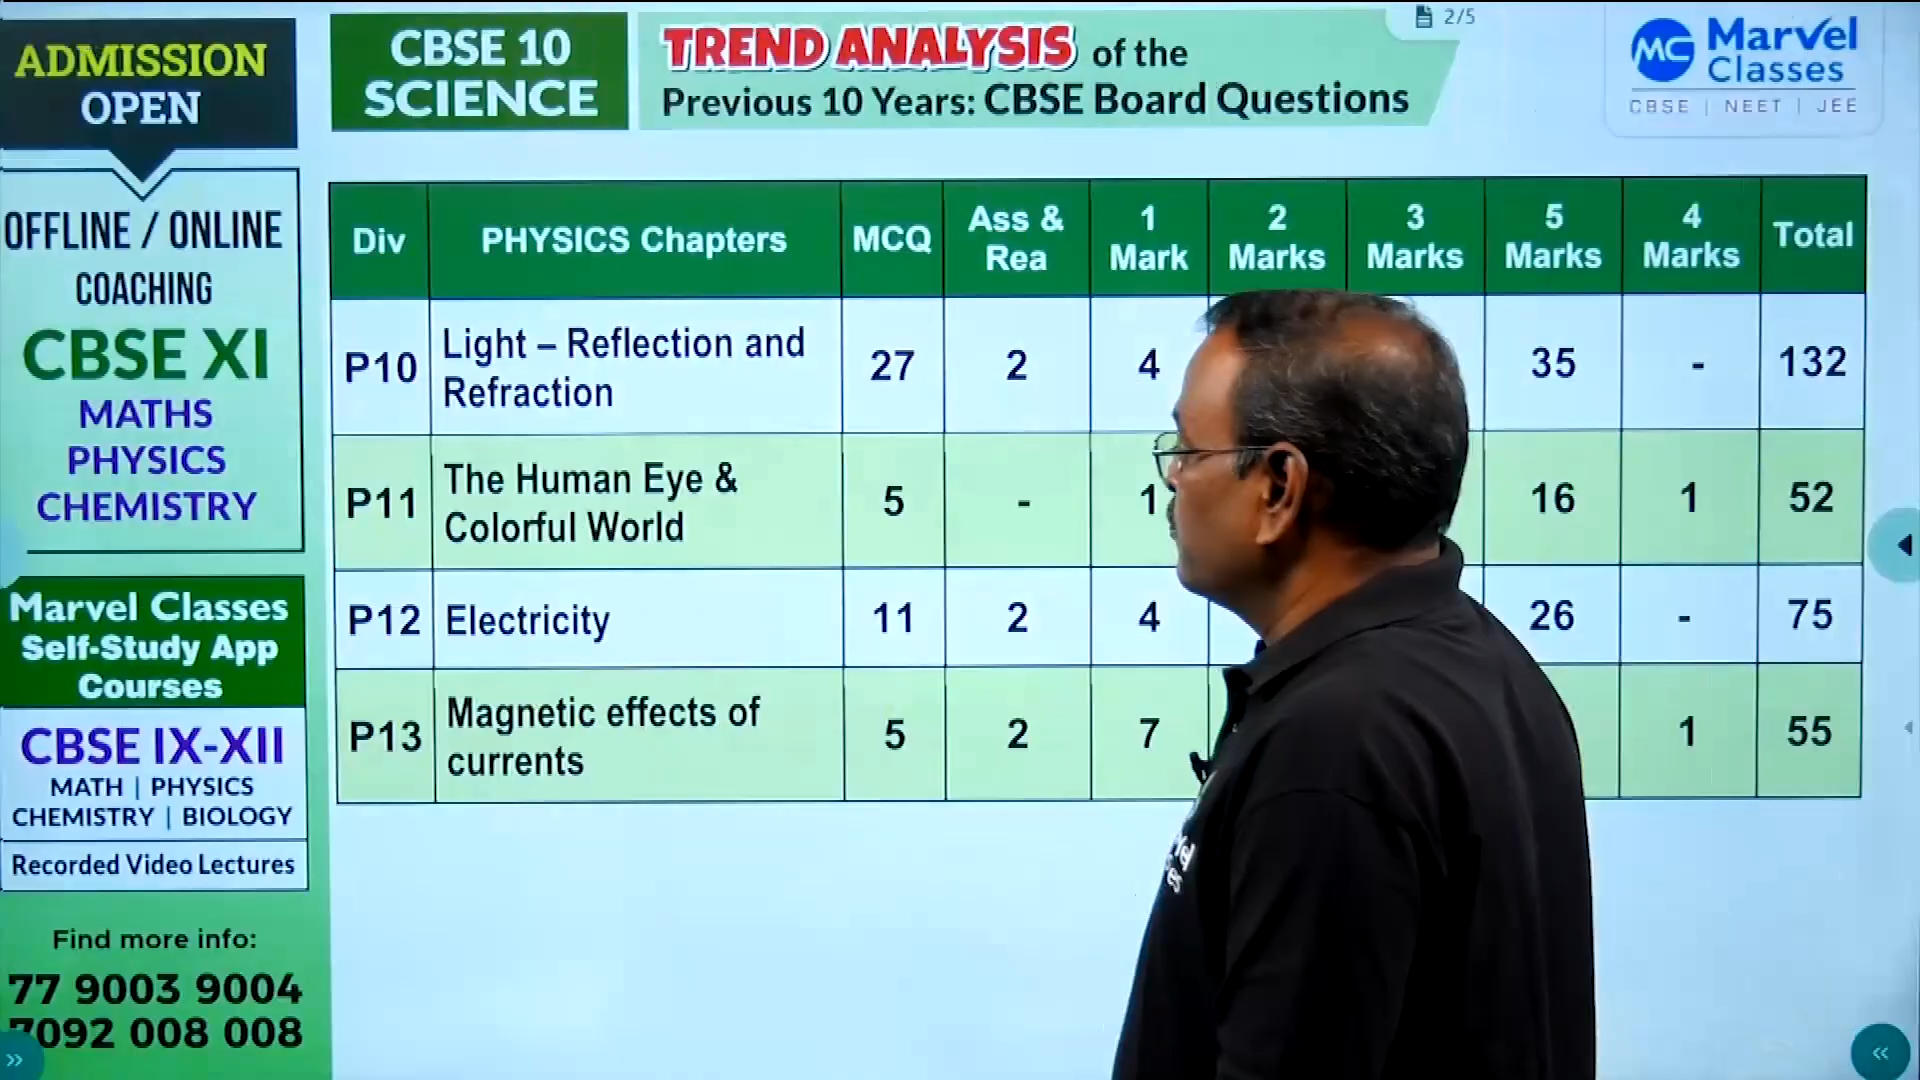 ADMISSION
OPEN
OFFLINE / ONLINE
COACHING
CBSE XI
MATHS
PHYSICS
CHEMISTRY
Marvel Classes
Self-Study App
Courses
CBSE IX-XII
MATH | PHYSICS
CHEMISTRY | BIOLOGY
Recorded Video Lectures
Find more info:
77 9003 9004
7092 008 008
CBSE 10
SCIENCE
TREND ANALYSIS of the
Previous 10 Years: CBSE Board Questions
2/5
MC Marvel
Classes
CBSE | NEET | JEE
Div PHYSICS Chapters MCQ Ass & Rea 1 Mark 2 Marks 3 Marks 5 Marks 4 Marks Total
P10 Light – Reflection and Refraction 27 2 4 35 - 132
P11 The Human Eye & Colorful World 5 - 1 16 1 52
P12 Electricity 11 2 4 26 - 75
P13 Magnetic effects of currents 5 2 7 1 55